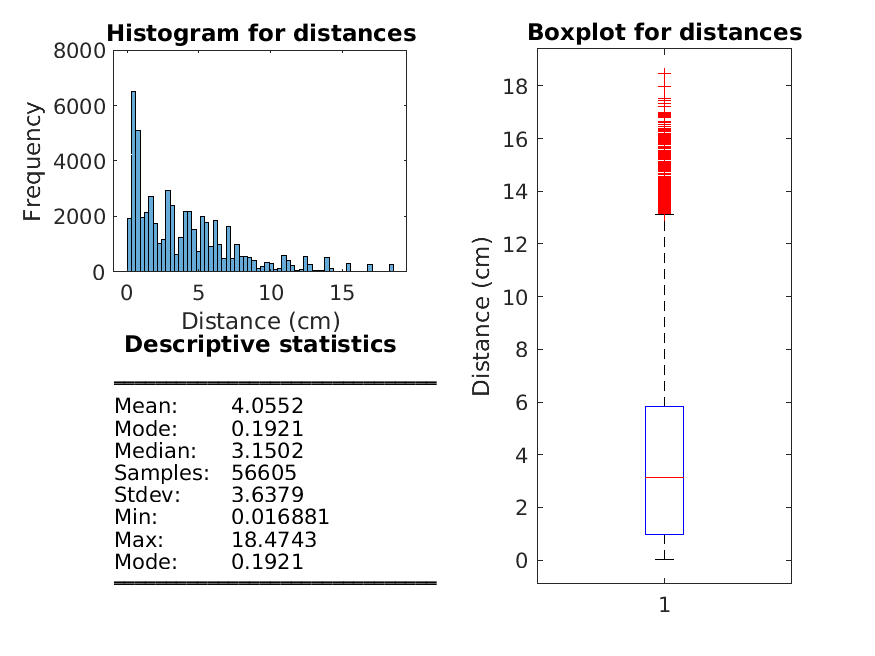 Histogram for distances
8000
6000
4000
2000
0
Frequency
0 5 10 15
Distance (cm)
Descriptive statistics
Mean: 4.0552
Mode: 0.1921
Median: 3.1502
Samples: 56605
Stdev: 3.6379
Min: 0.016881
Max: 18.4743
Mode: 0.1921
Boxplot for distances
18
16
14
12
10
8
6
4
2
0
Distance (cm)
1